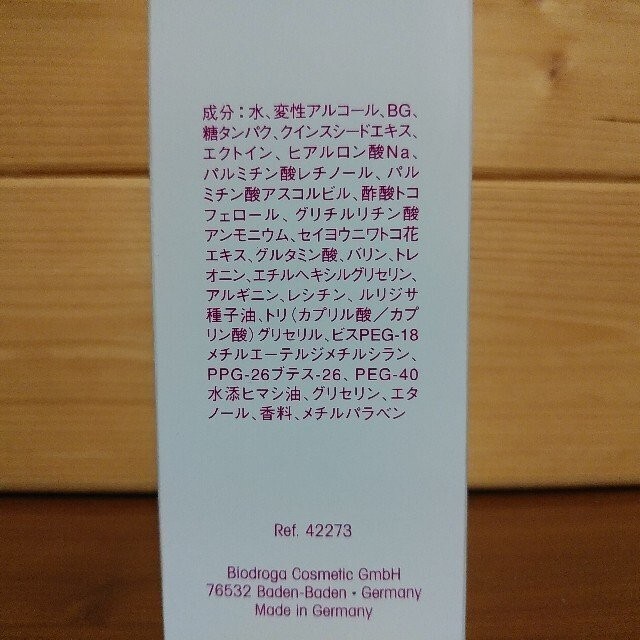 成分：水、変性アルコール、BG、
糖タンパク、クインスシードエキス、
エクトイン、ヒアルロン酸Na、
パルミチン酸レチノール、パル
ミチン酸アスコルビル、酢酸トコ
フェロール、グリチルリチン酸
アンモニウム、セイヨウニワトコ花
エキス、グルタミン酸、バリン、トレ
オニン、エチルヘキシルグリセリン、
アルギニン、レシチン、ルリジサ
種子油、トリ（カプリル酸／カプ
リン酸）グリセリル、ビスPEG-18
メチルエーテルジメチルシラン、
PPG-26ブテス-26、PEG-40
水添ヒマシ油、グリセリン、エタ
ノール、香料、メチルパラベン
Ref. 42273
Biodroga Cosmetic GmbH
76532 Baden-Baden • Germany
Made in Germany